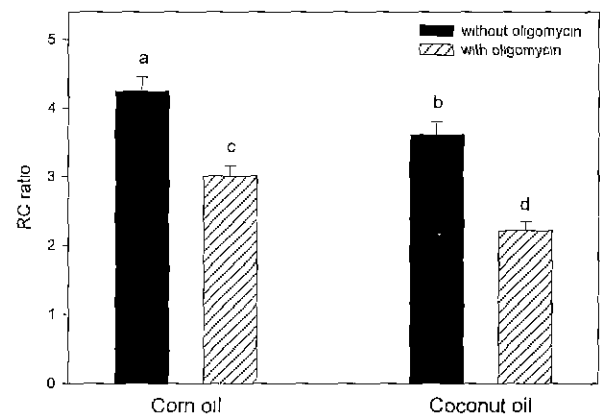 without oligomycin
with oligomycin
5
4
3
2
1
0
RC ratio
a
b
c
d
Corn oil
Coconut oil